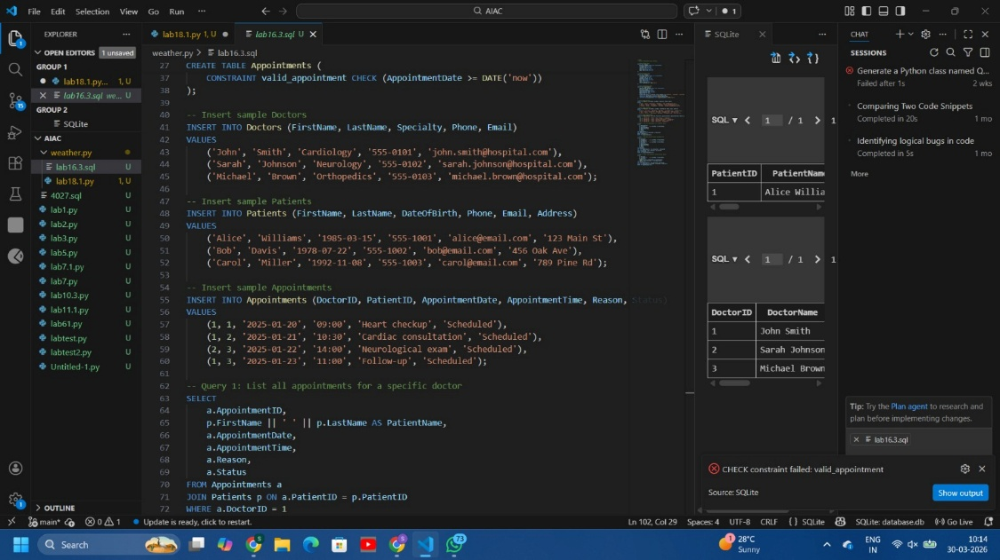 File Edit Selection View Go Run ··· AIAC 1
EXPLORER ···
OPEN EDITORS 1 unsaved
GROUP 1
lab18.1.py... 1, U
lab16.3.sql we... U
GROUP 2
SQLite
AIAC
weather.py
lab16.3.sql U
lab18.1.py 1, U
4027.sql U
lab1.py U
lab2.py U
lab3.py U
lab5.py U
lab7.1.py U
lab7.py U
lab10.3.py U
lab11.1.py U
lab61.py U
labtest.py U
labtest2.py U
Untitled-1.py U
OUTLINE
lab18.1.py 1, U
lab16.3.sql U
weather.py > lab16.3.sql
27 CREATE TABLE Appointments (
37 CONSTRAINT valid_appointment CHECK (AppointmentDate >= DATE('now'))
38 );
39
40 -- Insert sample Doctors
41 INSERT INTO Doctors (FirstName, LastName, Specialty, Phone, Email)
42 VALUES
43 ('John', 'Smith', 'Cardiology', '555-0101', 'john.smith@hospital.com'),
44 ('Sarah', 'Johnson', 'Neurology', '555-0102', 'sarah.johnson@hospital.com'),
45 ('Michael', 'Brown', 'Orthopedics', '555-0103', 'michael.brown@hospital.com');
46
47 -- Insert sample Patients
48 INSERT INTO Patients (FirstName, LastName, DateOfBirth, Phone, Email, Address)
49 VALUES
50 ('Alice', 'Williams', '1985-03-15', '555-1001', 'alice@email.com', '123 Main St'),
51 ('Bob', 'Davis', '1978-07-22', '555-1002', 'bob@email.com', '456 Oak Ave'),
52 ('Carol', 'Miller', '1992-11-08', '555-1003', 'carol@email.com', '789 Pine Rd');
53
54 -- Insert sample Appointments
55 INSERT INTO Appointments (DoctorID, PatientID, AppointmentDate, AppointmentTime, Reason, Status)
56 VALUES
57 (1, 1, '2025-01-20', '09:00', 'Heart checkup', 'Scheduled'),
58 (1, 2, '2025-01-21', '10:30', 'Cardiac consultation', 'Scheduled'),
59 (2, 3, '2025-01-22', '14:00', 'Neurological exam', 'Scheduled'),
60 (1, 3, '2025-01-23', '11:00', 'Follow-up', 'Scheduled');
61
62 -- Query 1: List all appointments for a specific doctor
63 SELECT
64 a.AppointmentID,
65 p.FirstName || ' ' || p.LastName AS PatientName,
66 a.AppointmentDate,
67 a.AppointmentTime,
68 a.Reason,
69 a.Status
70 FROM Appointments a
71 JOIN Patients p ON a.PatientID = p.PatientID
72 WHERE a.DoctorID = 1
SQLite
SQL 1 / 1 1
PatientID PatientName
1 Alice Willia
SQL 1 / 1 1
DoctorID DoctorName
1 John Smith
2 Sarah Johnson
3 Michael Brown
CHAT
SESSIONS
Generate a Python class named Q...
Failed after 1s 2 wks
Comparing Two Code Snippets
Completed in 20s 1 mo
Identifying logical bugs in code
Completed in 5s 1 mo
More
Tip: Try the Plan agent to research and
plan before implementing changes.
lab16.3.sql
CHECK constraint failed: valid_appointment
Source: SQLite Show output
main* 0 1 Update is ready, click to restart. Ln 102, Col 29 Spaces: 4 UTF-8 CRLF { } SQLite SQLite: database.db Go Live
Search 73 1 28°C Sunny ENG IN 10:14 30-03-2026